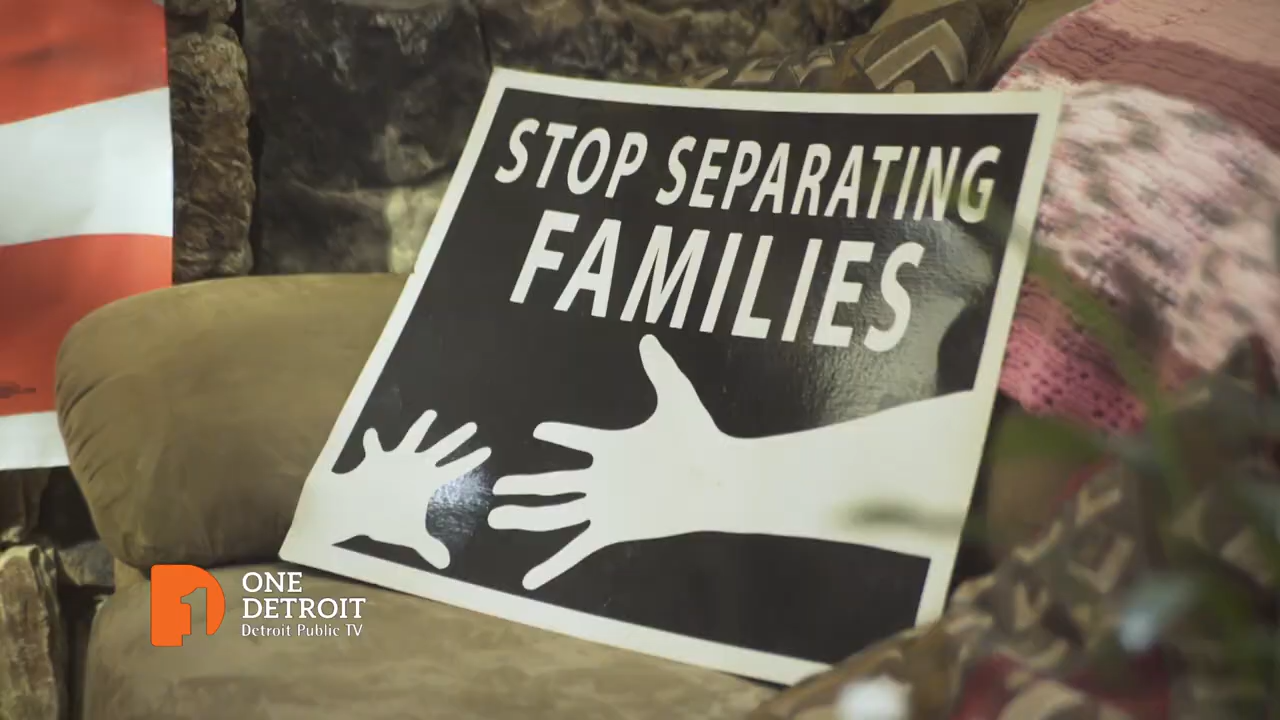 STOP SEPARATING
FAMILIES
ONE
DETROIT
Detroit Public TV